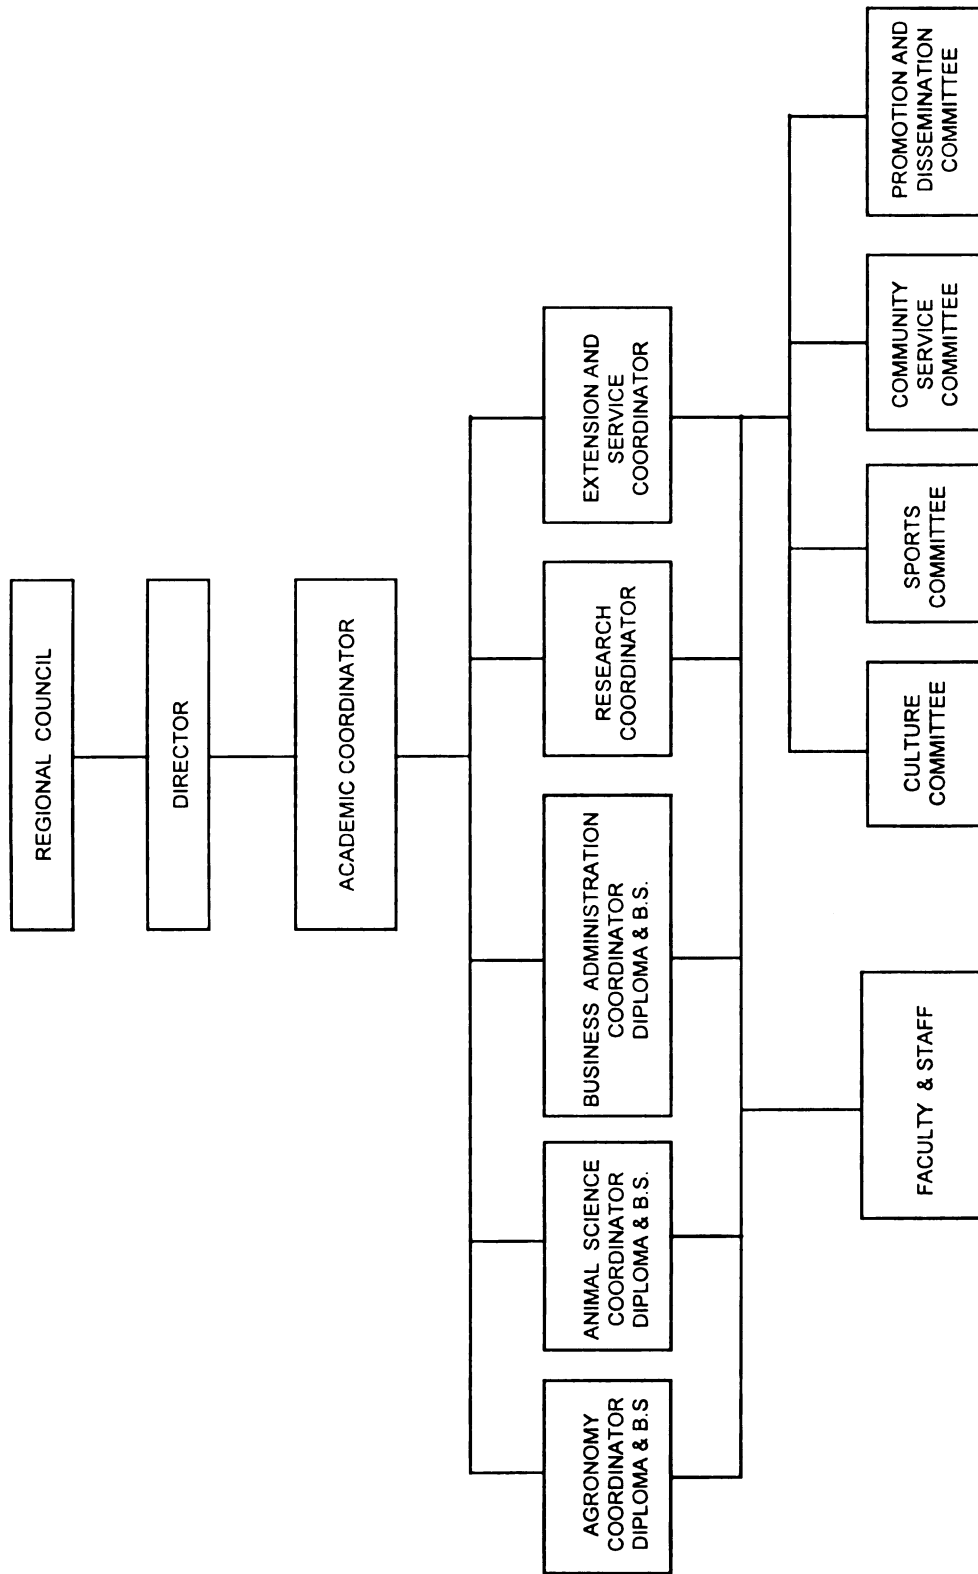 REGIONAL COUNCIL
DIRECTOR
ACADEMIC COORDINATOR
AGRONOMY
COORDINATOR
DIPLOMA & B.S
ANIMAL SCIENCE
COORDINATOR
DIPLOMA & B.S.
BUSINESS ADMINISTRATION
COORDINATOR
DIPLOMA & B.S.
RESEARCH
COORDINATOR
EXTENSION AND
SERVICE
COORDINATOR
FACULTY & STAFF
CULTURE
COMMITTEE
SPORTS
COMMITTEE
COMMUNITY
SERVICE
COMMITTEE
PROMOTION AND
DISSEMINATION
COMMITTEE